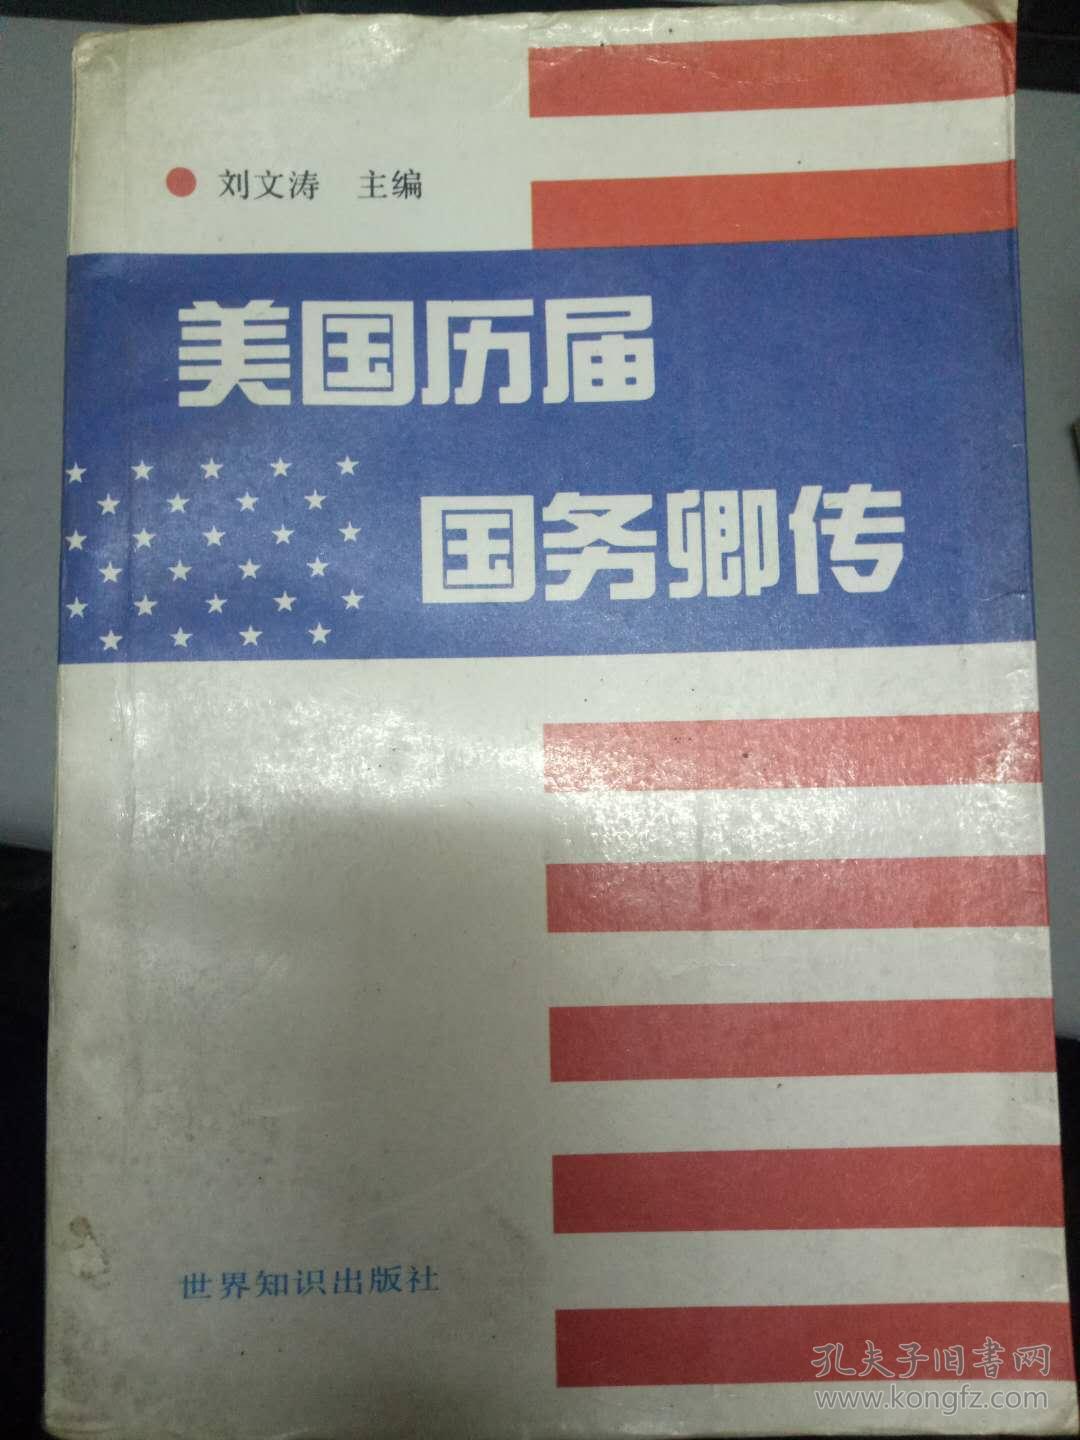 刘文涛 主编
美国历届
国务卿传
世界知识出版社
孔夫子旧書网
www.kongfz.com